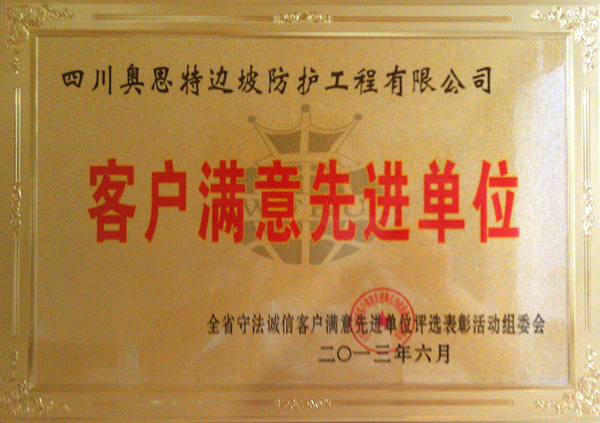 四川奥思特边坡防护工程有限公司
客户满意先进单位
全省守法诚信客户满意先进单位评选表彰活动组委会
二〇一三年六月